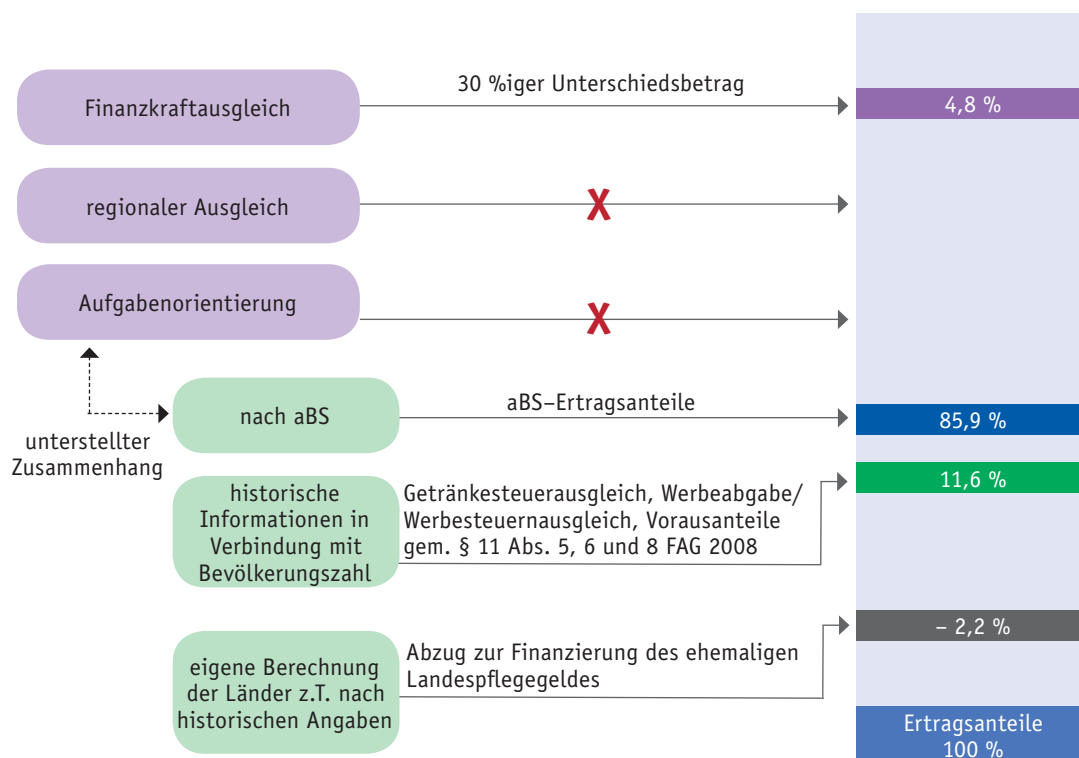 Finanzkraftausgleich
30 %iger Unterschiedsbetrag
4,8 %
regionaler Ausgleich
X
Aufgabenorientierung
X
unterstellter
Zusammenhang
nach aBS
aBS–Ertragsanteile
85,9 %
historische
Informationen in
Verbindung mit
Bevölkerungszahl
Getränkesteuerausgleich, Werbeabgabe/
Werbesteuernausgleich, Vorausanteile
gem. § 11 Abs. 5, 6 und 8 FAG 2008
11,6 %
eigene Berechnung
der Länder z.T. nach
historischen Angaben
Abzug zur Finanzierung des ehemaligen
Landespflegegeldes
– 2,2 %
Ertragsanteile
100 %